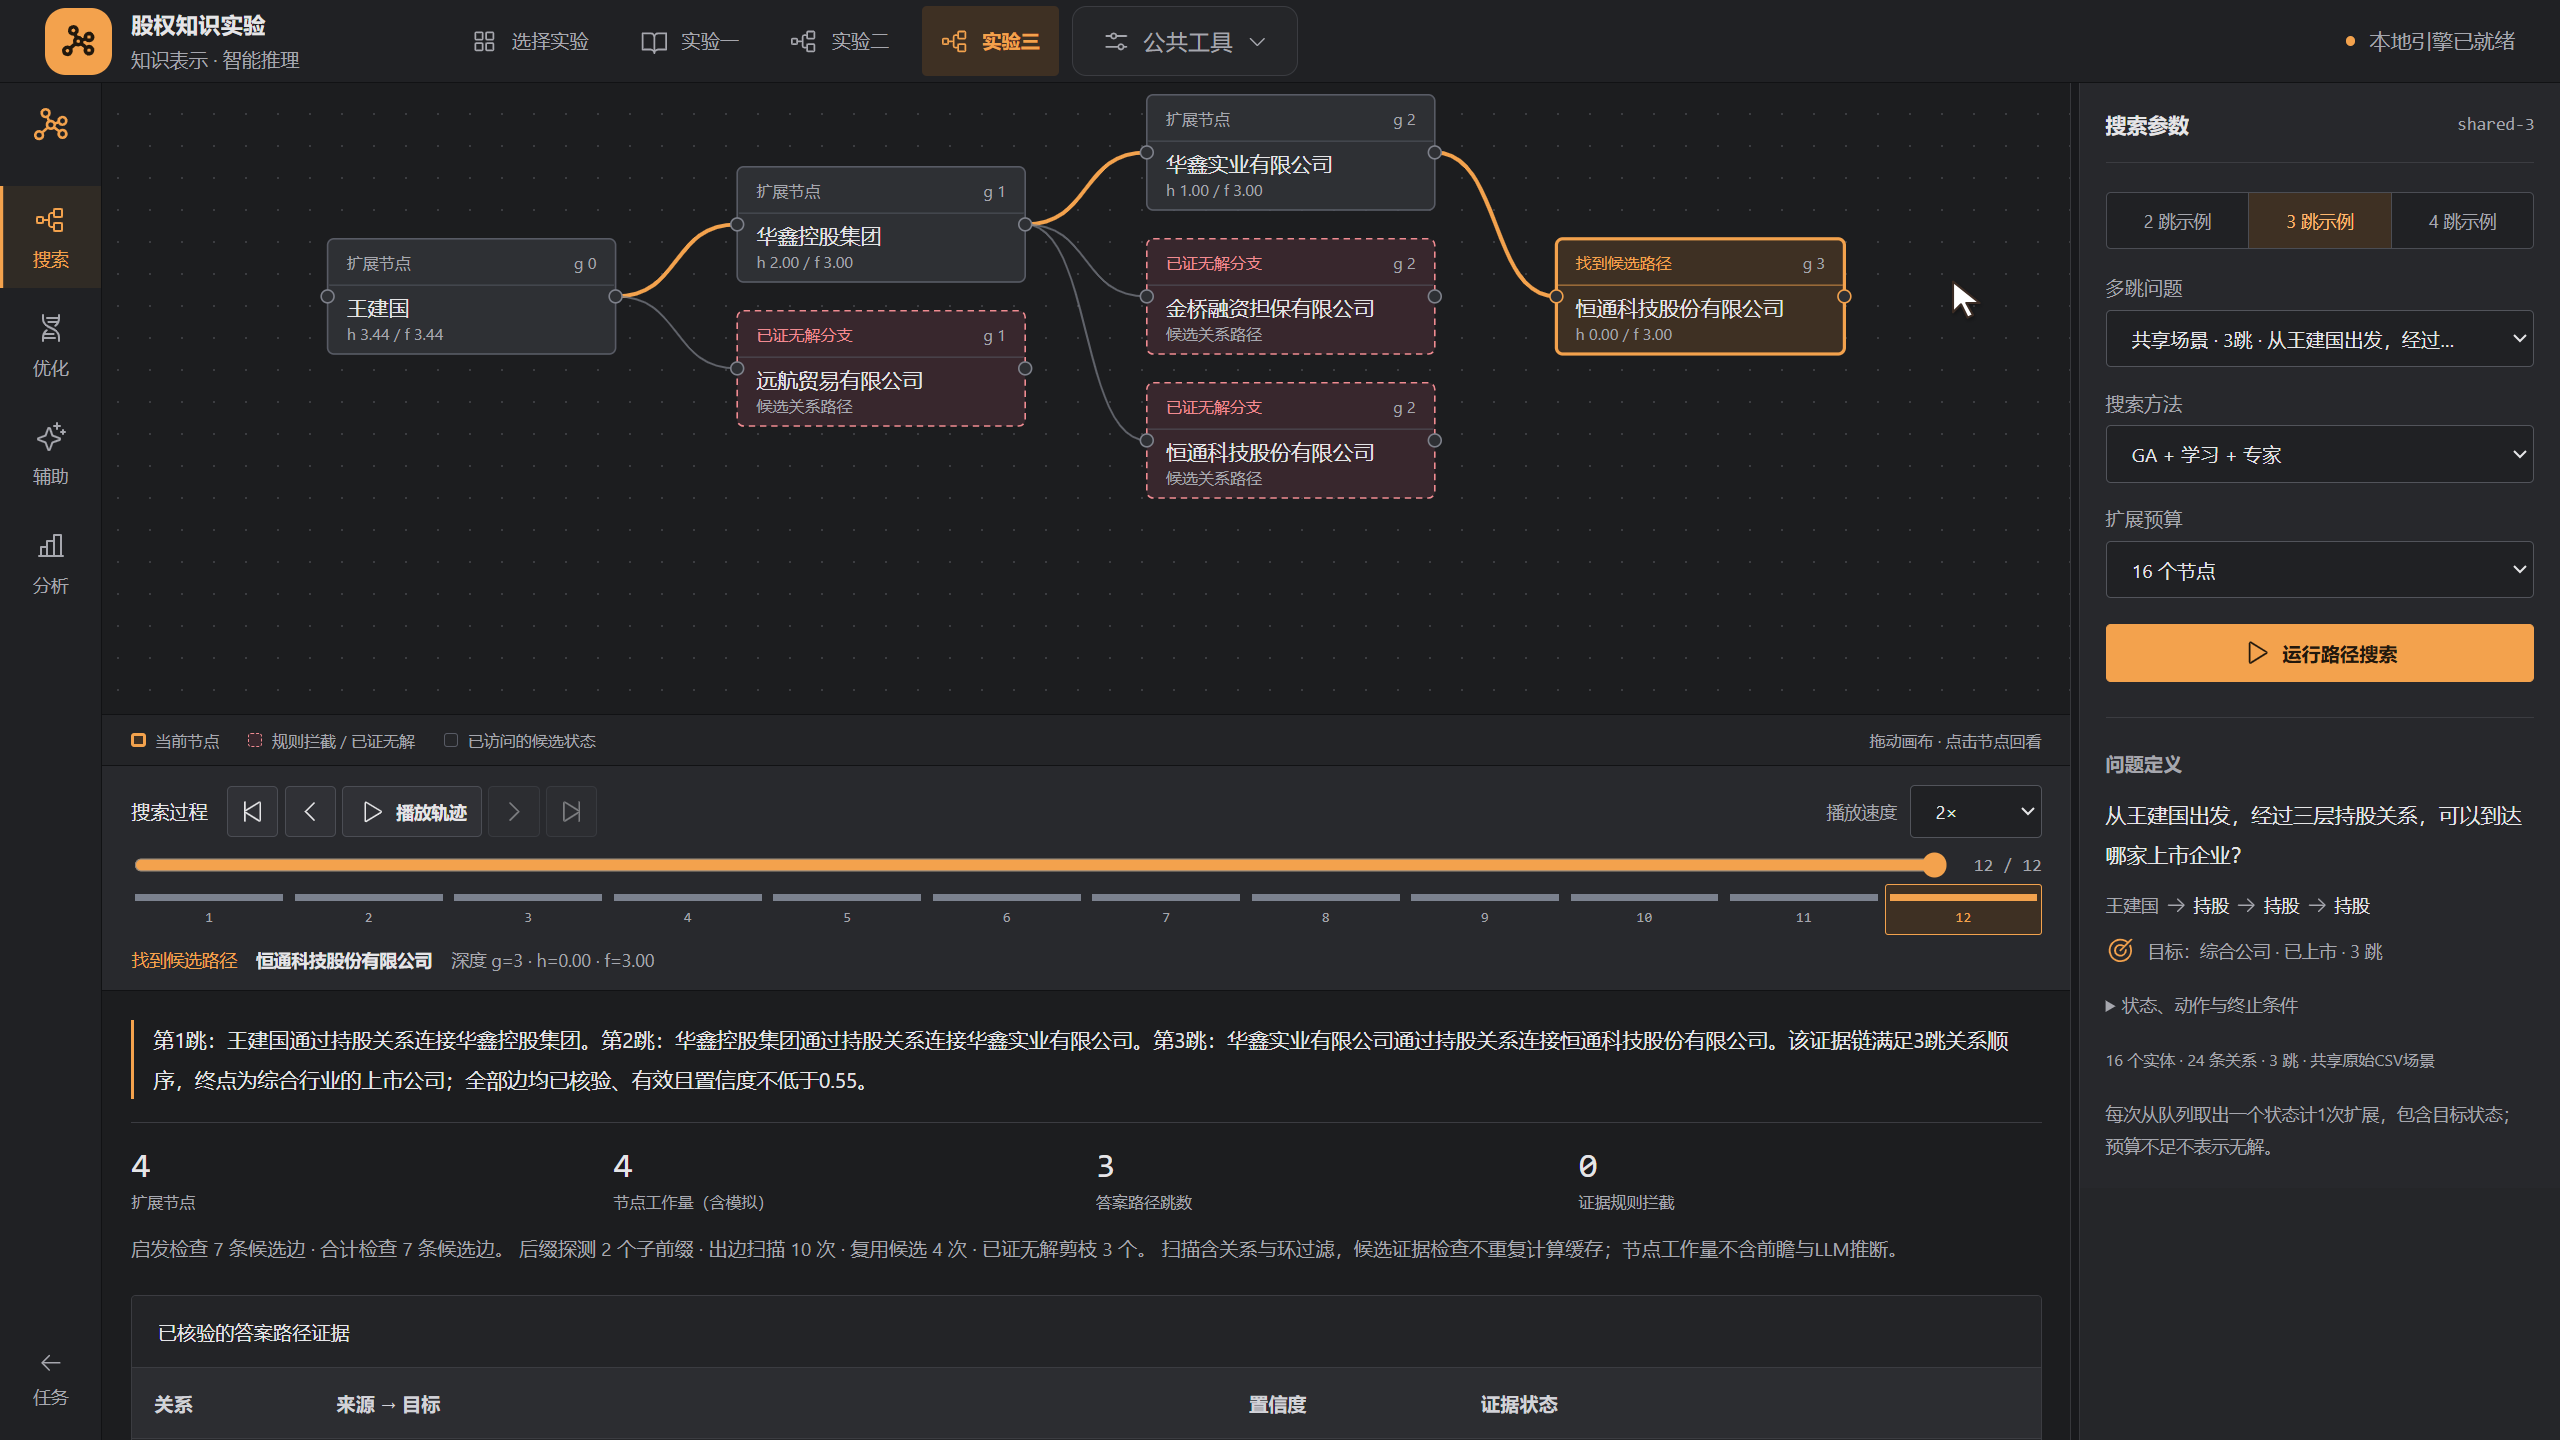 股权知识实验
知识表示 · 智能推理
选择实验
实验一
实验二
实验三
公共工具
本地引擎已就绪
搜索
优化
辅助
分析
任务
扩展节点 g 0
王建国
h 3.44 / f 3.44
扩展节点 g 1
华鑫控股集团
h 2.00 / f 3.00
已证无解分支 g 1
远航贸易有限公司
候选关系路径
扩展节点 g 2
华鑫实业有限公司
h 1.00 / f 3.00
已证无解分支 g 2
金桥融资担保有限公司
候选关系路径
已证无解分支 g 2
恒通科技股份有限公司
候选关系路径
找到候选路径 g 3
恒通科技股份有限公司
h 0.00 / f 3.00
当前节点
规则拦截 / 已证无解
已访问的候选状态
拖动画布 · 点击节点回看
搜索过程
播放轨迹
播放速度
2×
12 / 12
1 2 3 4 5 6 7 8 9 10 11 12
找到候选路径 恒通科技股份有限公司 深度 g=3 · h=0.00 · f=3.00
第1跳：王建国通过持股关系连接华鑫控股集团。第2跳：华鑫控股集团通过持股关系连接华鑫实业有限公司。第3跳：华鑫实业有限公司通过持股关系连接恒通科技股份有限公司。该证据链满足3跳关系顺
序，终点为综合行业的上市公司；全部边均已核验、有效且置信度不低于0.55。
4
扩展节点
4
节点工作量（含模拟）
3
答案路径跳数
0
证据规则拦截
启发检查 7 条候选边 · 合计检查 7 条候选边。 后缀探测 2 个子前缀 · 出边扫描 10 次 · 复用候选 4 次 · 已证无解剪枝 3 个。 扫描含关系与环过滤，候选证据检查不重复计算缓存；节点工作量不含前瞻与LLM推断。
已核验的答案路径证据
关系 来源 → 目标 置信度 证据状态
搜索参数
shared-3
2 跳示例
3 跳示例
4 跳示例
多跳问题
共享场景 · 3跳 · 从王建国出发，经过...
搜索方法
GA + 学习 + 专家
扩展预算
16 个节点
运行路径搜索
问题定义
从王建国出发，经过三层持股关系，可以到达
哪家上市企业？
王建国 → 持股 → 持股 → 持股
目标：综合公司 · 已上市 · 3 跳
▶ 状态、动作与终止条件
16 个实体 · 24 条关系 · 3 跳 · 共享原始CSV场景
每次从队列取出一个状态计1次扩展，包含目标状态；
预算不足不表示无解。